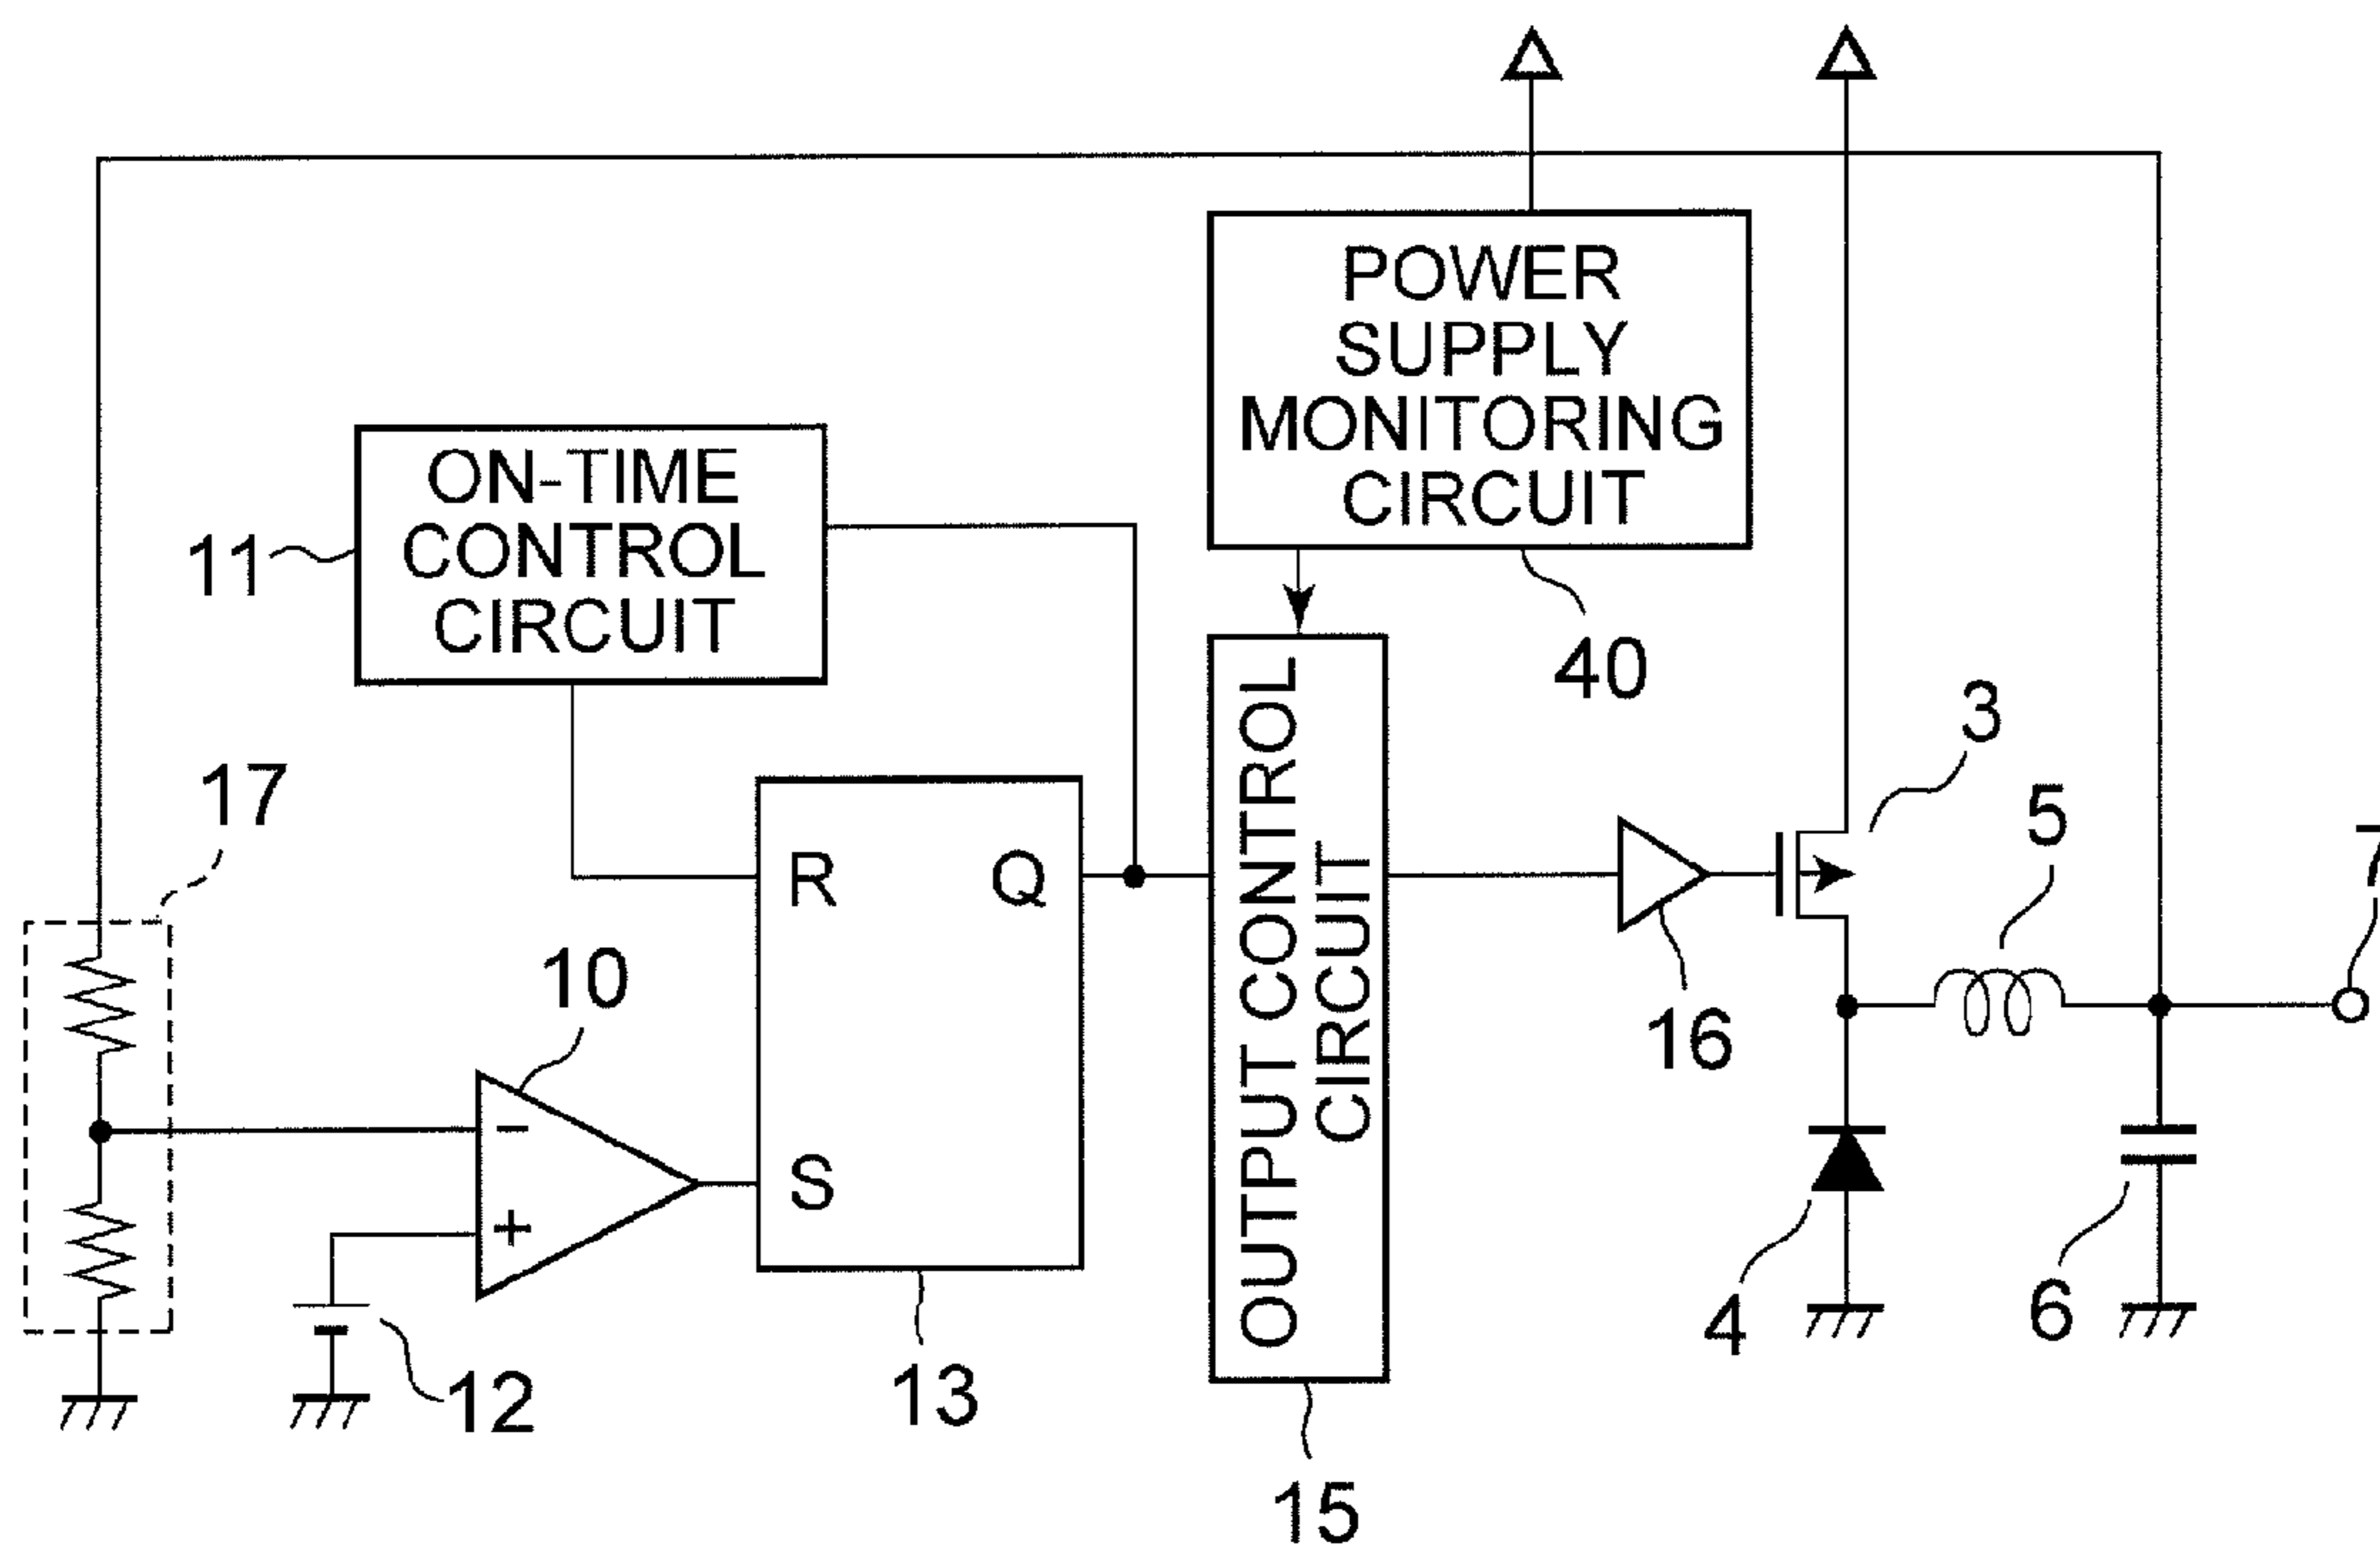 POWER
SUPPLY
MONITORING
CIRCUIT
ON-TIME
CONTROL
CIRCUIT
11
40
3
17
5
7
R
Q
10
16
OUTPUT CONTROL
CIRCUIT
−
S
+
4
6
12
13
15